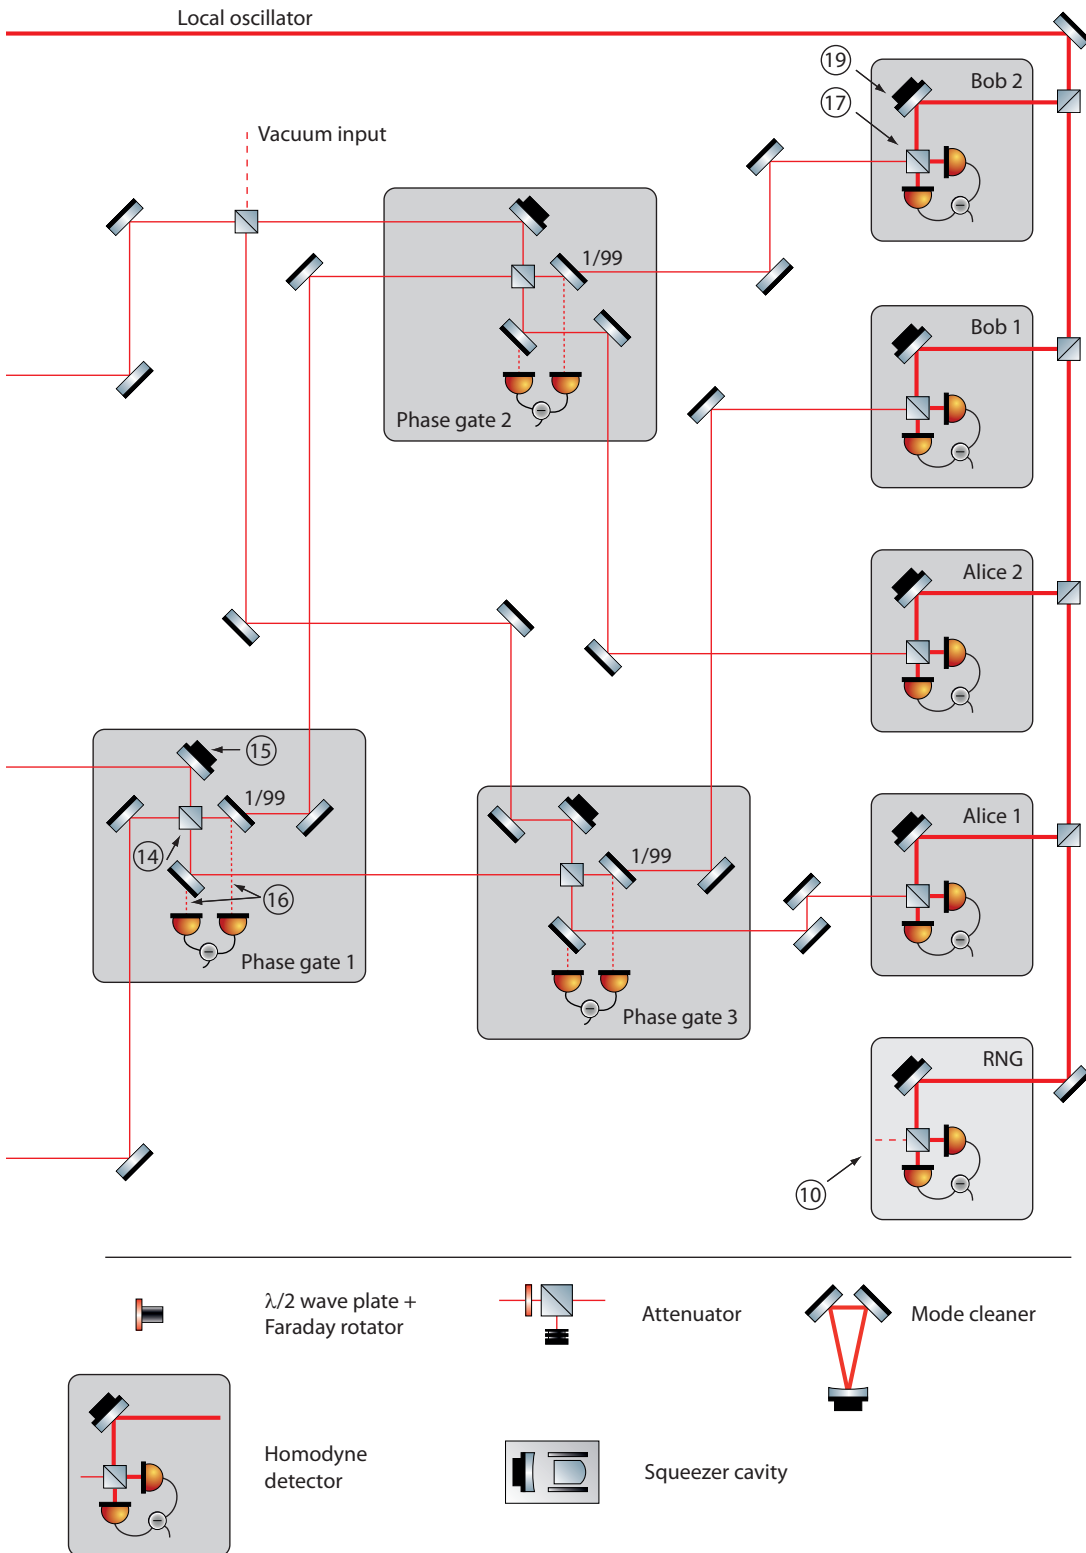 Local oscillator
19
Bob 2
17
Vacuum input
1/99
Bob 1
Phase gate 2
Alice 2
15
1/99
Alice 1
14
1/99
16
Phase gate 1
Phase gate 3
RNG
10
λ/2 wave plate +
Faraday rotator
Attenuator
Mode cleaner
Homodyne
detector
Squeezer cavity